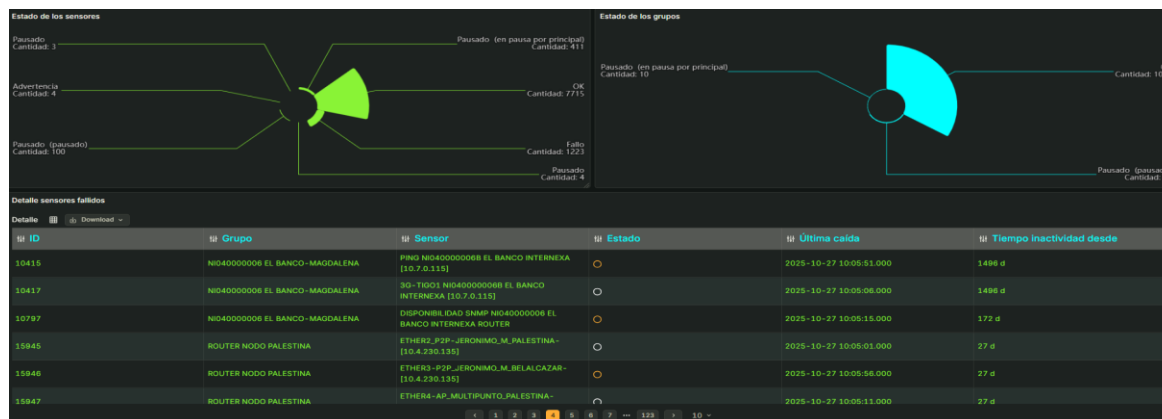 Estado de los sensores
Pausado
Cantidad: 3
Pausado (en pausa por principal)
Cantidad: 411
Advertencia
Cantidad: 4
OK
Cantidad: 7715
Pausado (pausado)
Cantidad: 100
Fallo
Cantidad: 1223
Pausado
Cantidad: 4
Estado de los grupos
Pausado (en pausa por principal)
Cantidad: 10
Cantidad: 10
Pausado (pausad
Cantidad:
Detalle sensores fallidos
Detalle Download
ID Grupo Sensor Estado Última caída Tiempo inactividad desde
10415 NI040000006 EL BANCO-MAGDALENA PING NI040000006B EL BANCO INTERNEXA
[10.7.0.115] 2025-10-27 10:05:51.000 1496 d
10417 NI040000006 EL BANCO-MAGDALENA 3G-TIGO1 NI040000006B EL BANCO
INTERNEXA [10.7.0.115] 2025-10-27 10:05:06.000 1496 d
10797 NI040000006 EL BANCO-MAGDALENA DISPONIBILIDAD SNMP NI040000006 EL
BANCO INTERNEXA ROUTER 2025-10-27 10:05:15.000 172 d
15945 ROUTER NODO PALESTINA ETHER2_P2P-JERONIMO_M_PALESTINA-
[10.4.230.135] 2025-10-27 10:05:01.000 27 d
15946 ROUTER NODO PALESTINA ETHER3-P2P_JERONIMO_M_BELALCAZAR-
[10.4.230.135] 2025-10-27 10:05:56.000 27 d
15947 ROUTER NODO PALESTINA ETHER4-AP_MULTIPUNTO_PALESTINA- 2025-10-27 10:05:11.000 27 d
‹ 1 2 3 4 5 6 7 ••• 123 › 10